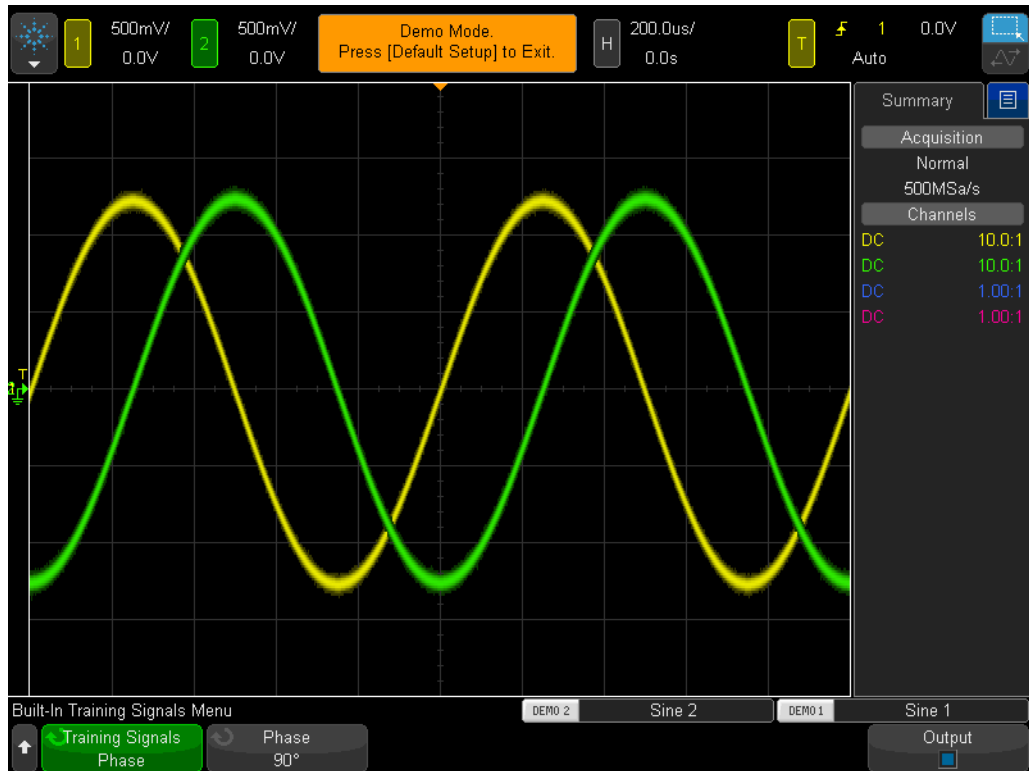 1
500mV/
0.0V
2
500mV/
0.0V
Demo Mode.
Press [Default Setup] to Exit.
H
200.0us/
0.0s
T
1
0.0V
Auto
Summary
Acquisition
Normal
500MSa/s
Channels
DC 10.0:1
DC 10.0:1
DC 1.00:1
DC 1.00:1
T
Built-In Training Signals Menu
DEMO 2
Sine 2
DEMO 1
Sine 1
Training Signals
Phase
Phase
90°
Output